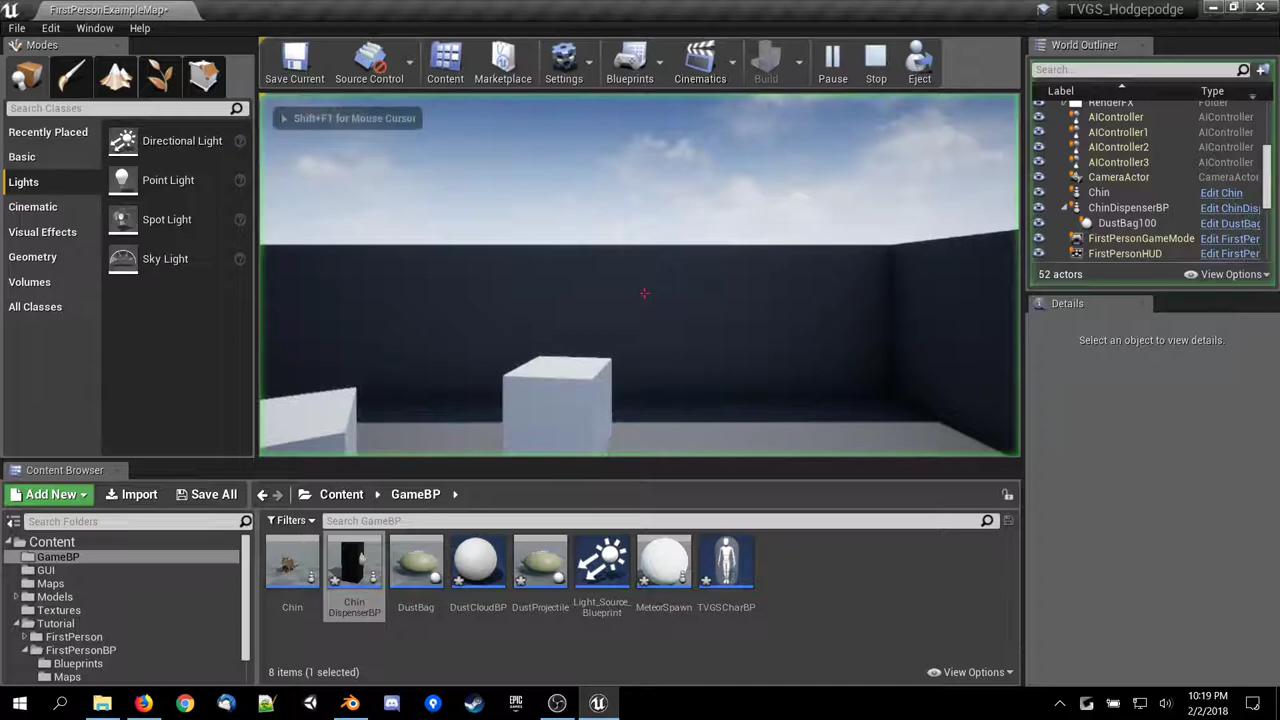 FirstPersonExampleMap*
TVGS_Hodgepodge
File Edit Window Help
Modes
Search Classes
Recently Placed
Basic
Lights
Cinematic
Visual Effects
Geometry
Volumes
All Classes
Directional Light
Point Light
Spot Light
Sky Light
Save Current
Source Control
Content
Marketplace
Settings
Blueprints
Cinematics
Build
Pause
Stop
Eject
Shift+F1 for Mouse Cursor
World Outliner
Search...
Label Type
RenderFX Folder
AIController AIController
AIController1 AIController
AIController2 AIController
AIController3 AIController
CameraActor CameraActor
Chin Edit Chin
ChinDispenserBP Edit ChinDis
DustBag100 Edit DustBag
FirstPersonGameMode Edit FirstPer
FirstPersonHUD Edit FirstPer
52 actors View Options
Details
Select an object to view details.
Content Browser
Add New Import Save All
Content GameBP
Search Folders
Content
GameBP
GUI
Maps
Models
Textures
Tutorial
FirstPerson
FirstPersonBP
Blueprints
Maps
Filters Search GameBP
Chin
Chin
DispenserBP
DustBag
DustCloudBP
DustProjectile
Light_Source_
Blueprint
MeteorSpawn
TVGSCharBP
8 items (1 selected)
View Options
EPIC
GAMES
10:19 PM
2/2/2018